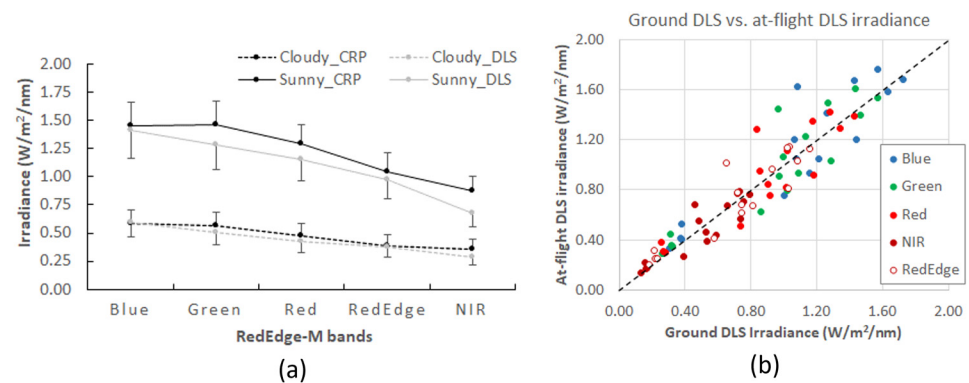 (a)
Cloudy_CRP
Cloudy_DLS
Sunny_CRP
Sunny_DLS
Irradiance (W/m²/nm)
2.00
1.75
1.50
1.25
1.00
0.75
0.50
0.25
0.00
Blue Green Red RedEdge NIR
RedEdge-M bands
(b)
Ground DLS vs. at-flight DLS irradiance
At-flight DLS irradiance (W/m²/nm)
2.00
1.60
1.20
0.80
0.40
0.00
0.00 0.40 0.80 1.20 1.60 2.00
Ground DLS Irradiance (W/m²/nm)
Blue
Green
Red
NIR
RedEdge